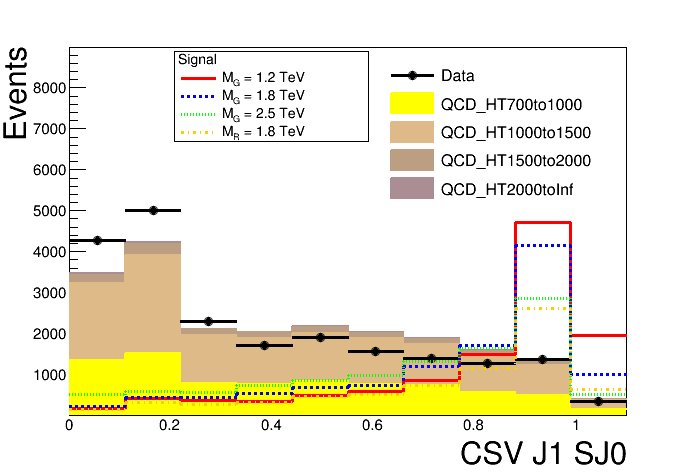 Events
8000
7000
6000
5000
4000
3000
2000
1000
Signal
M_G = 1.2 TeV
M_G = 1.8 TeV
M_G = 2.5 TeV
M_R = 1.8 TeV
Data
QCD_HT700to1000
QCD_HT1000to1500
QCD_HT1500to2000
QCD_HT2000toInf
0 0.2 0.4 0.6 0.8 1
CSV J1 SJ0